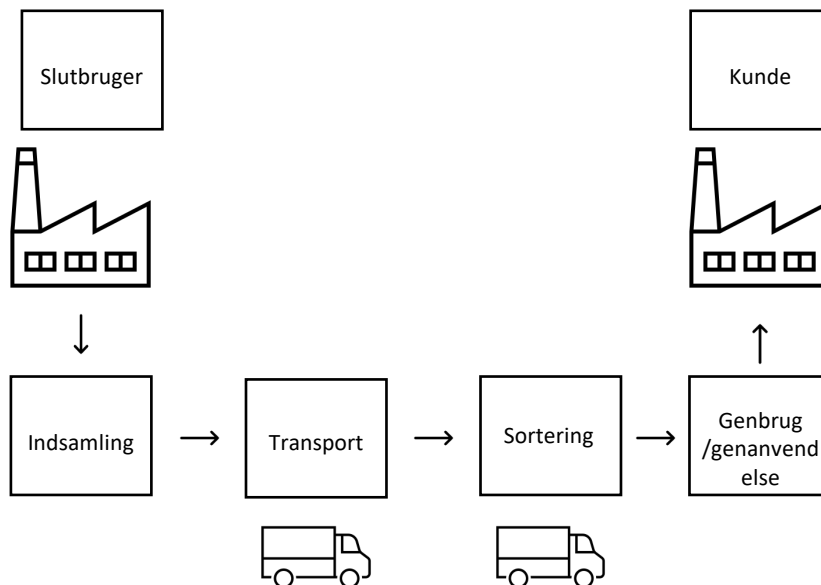 Slutbruger
Kunde
Indsamling
Transport
Sortering
Genbrug
/genanvend
else